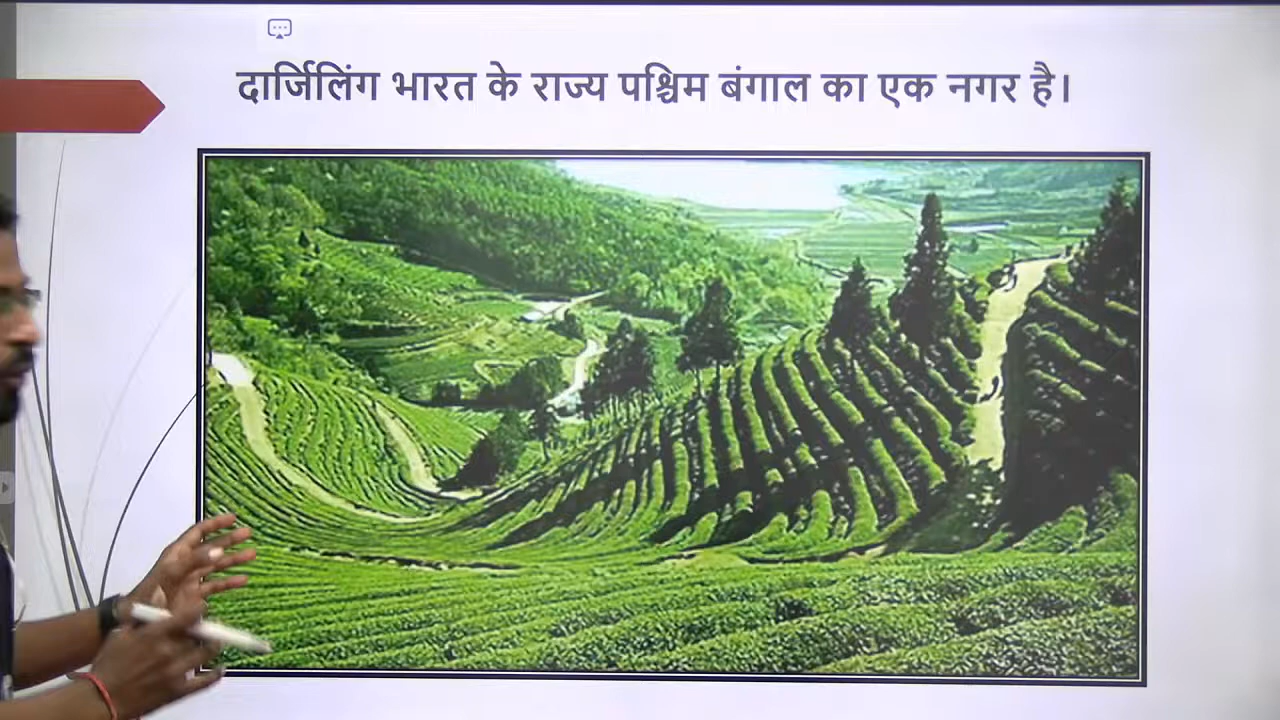 दार्जिलिंग भारत के राज्य पश्चिम बंगाल का एक नगर है।